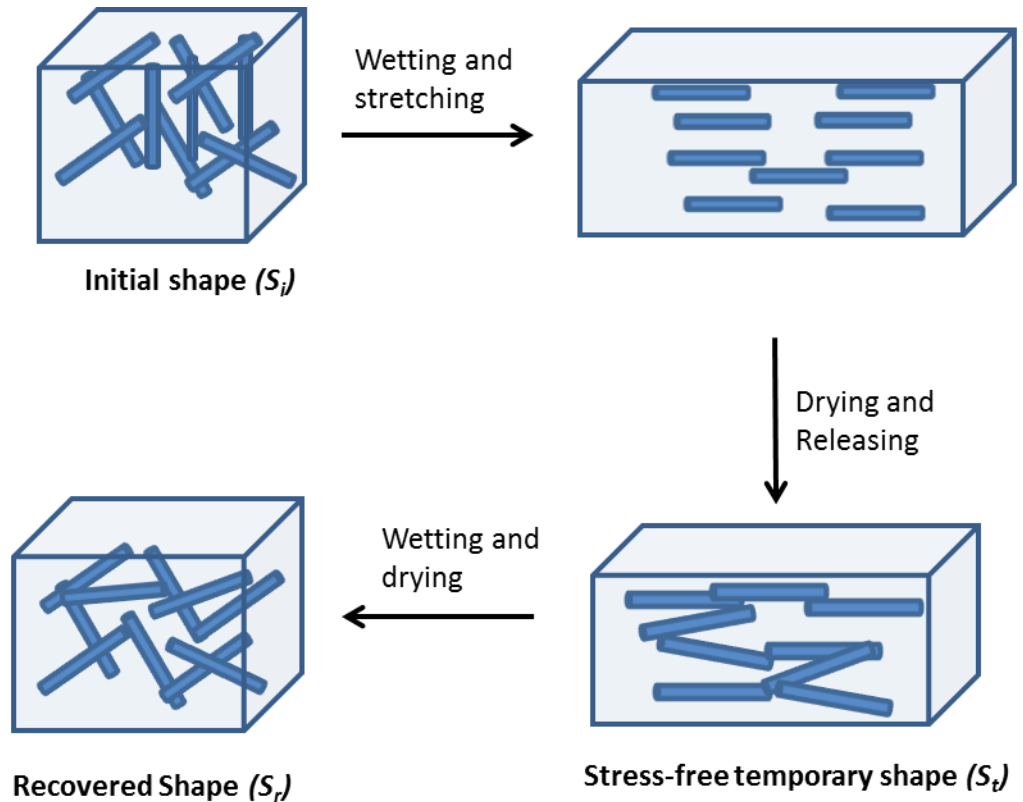 Wetting and
stretching
Initial shape (Si)
Drying and
Releasing
Wetting and
drying
Stress-free temporary shape (St)
Recovered Shape (Sr)